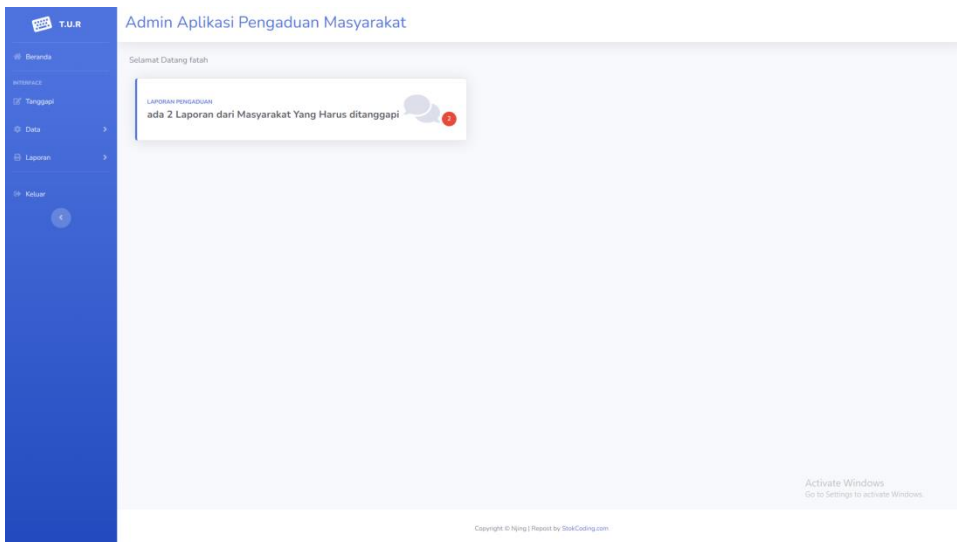 T.U.R
Admin Aplikasi Pengaduan Masyarakat
Beranda
Selamat Datang fatah
INTERFACE
Tanggapi
Data
Laporan
Keluar
LAPORAN PENGADUAN
ada 2 Laporan dari Masyarakat Yang Harus ditanggapi
2
Activate Windows
Go to Settings to activate Windows.
Copyright © Njing | Repost by StokCoding.com